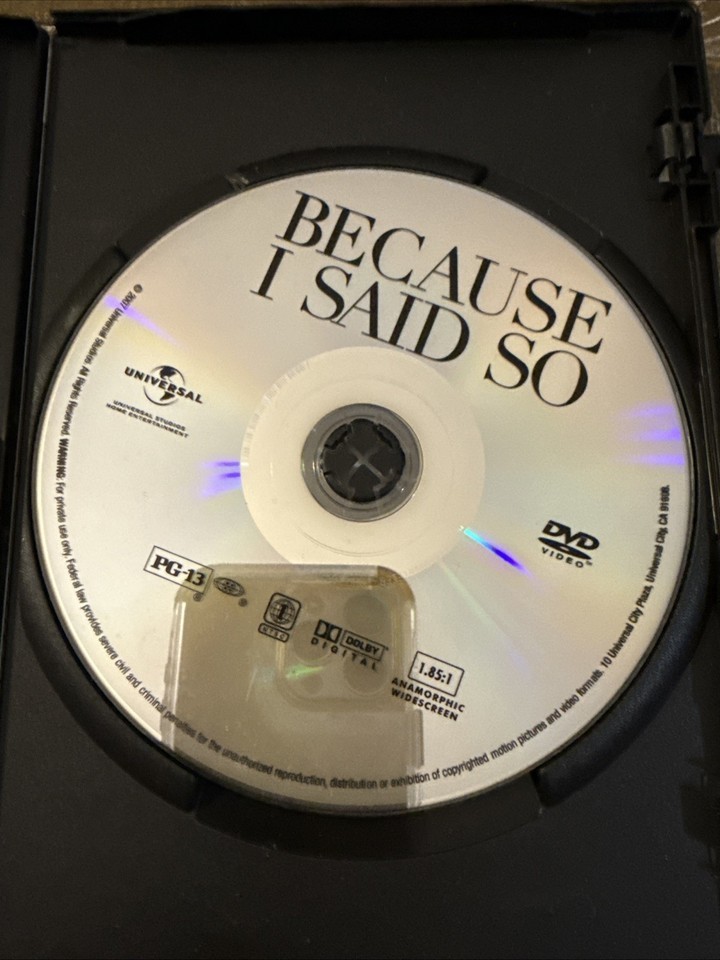 BECAUSE
I SAID SO
UNIVERSAL
UNIVERSAL STUDIOS
HOME ENTERTAINMENT
DVD
VIDEO
PG-13
NTSC
DOLBY
DIGITAL
1.85:1
ANAMORPHIC
WIDESCREEN
© 2007 Universal Studios. All Rights Reserved. WARNING: For private use only. Federal law provides severe civil and criminal penalties for the unauthorized reproduction, distribution or exhibition of copyrighted motion pictures and video formats. 10 Universal City Plaza, Universal City, CA 91608.